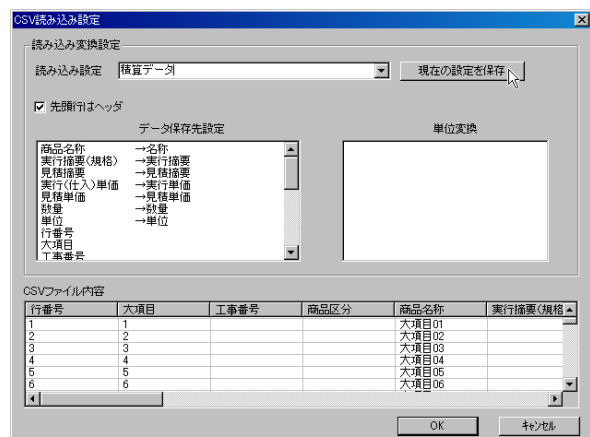 CSV読み込み設定
読み込み変換設定
読み込み設定 積算データ 現在の設定を保存
先頭行はヘッダ
データ保存先設定 単位変換
商品名称 →名称
実行摘要(規格) →実行摘要
見積摘要 →見積摘要
実行(仕入)単価 →実行単価
見積単価 →見積単価
数量 →数量
単位 →単位
行番号
大項目
工事番号
CSVファイル内容
行番号 大項目 工事番号 商品区分 商品名称 実行摘要(規格
1 1 大項目01
2 2 大項目02
3 3 大項目03
4 4 大項目04
5 5 大項目05
6 6 大項目06
OK キャンセル